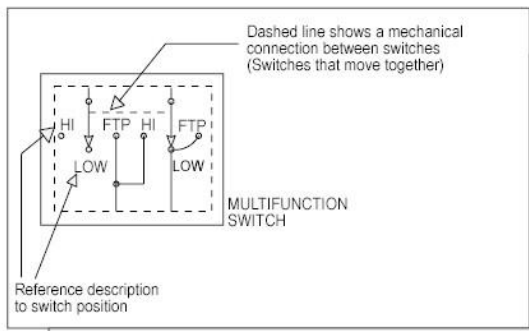 Dashed line shows a mechanical
connection between switches
(Switches that move together)
HI FTP HI FTP
LOW LOW
MULTIFUNCTION
SWITCH
Reference description
to switch position